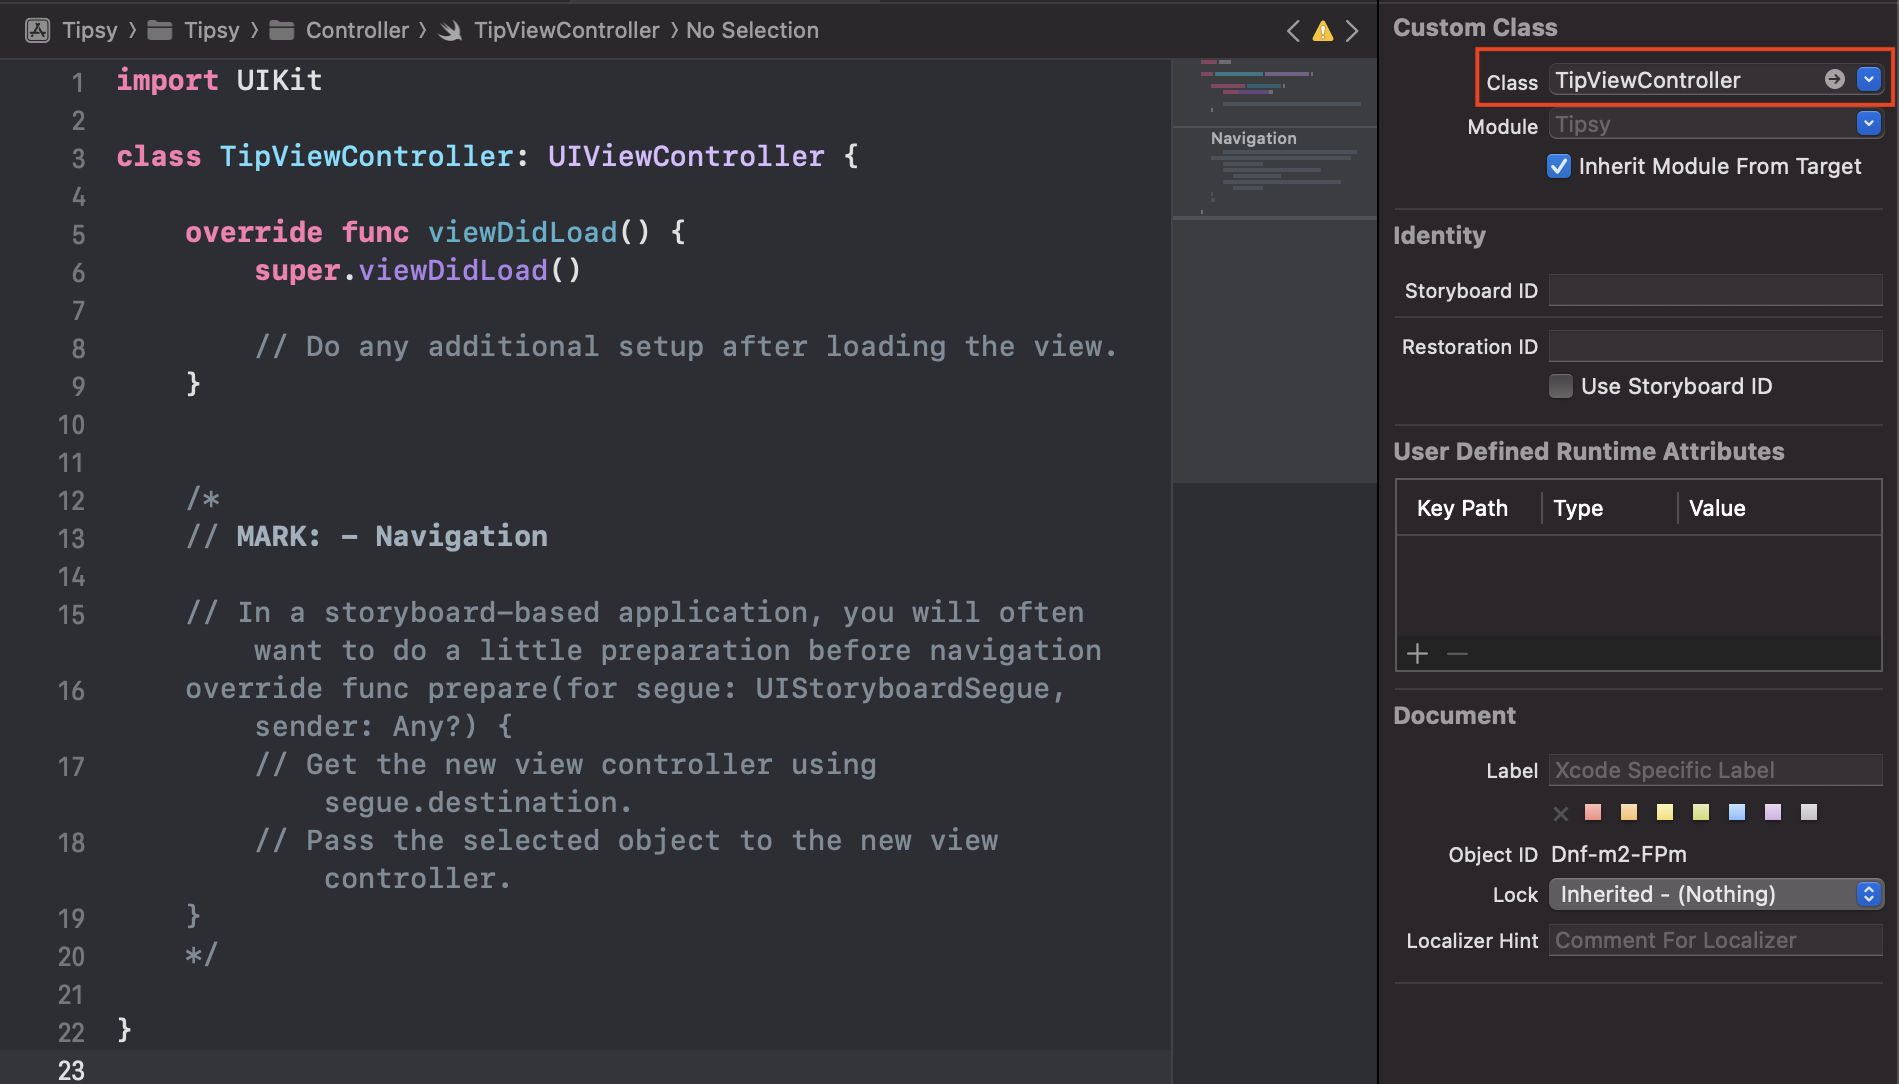 Tipsy › Tipsy › Controller › TipViewController › No Selection
1 import UIKit
2
3 class TipViewController: UIViewController {
4
5 override func viewDidLoad() {
6 super.viewDidLoad()
7
8 // Do any additional setup after loading the view.
9 }
10
11
12 /*
13 // MARK: - Navigation
14
15 // In a storyboard-based application, you will often
want to do a little preparation before navigation
16 override func prepare(for segue: UIStoryboardSegue,
sender: Any?) {
17 // Get the new view controller using
segue.destination.
18 // Pass the selected object to the new view
controller.
19 }
20 */
21
22 }
23
Navigation
Custom Class
Class TipViewController
Module Tipsy
Inherit Module From Target
Identity
Storyboard ID
Restoration ID
Use Storyboard ID
User Defined Runtime Attributes
Key Path Type Value
Document
Label Xcode Specific Label
Object ID Dnf-m2-FPm
Lock Inherited - (Nothing)
Localizer Hint Comment For Localizer